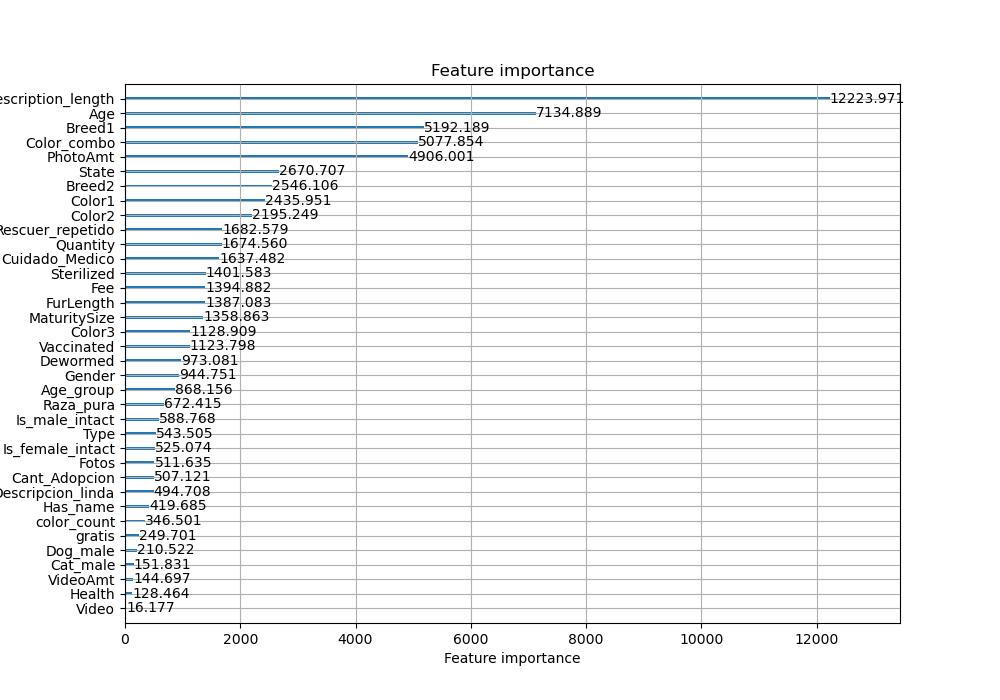 Feature importance
escription_length 12223.971
Age 7134.889
Breed1 5192.189
Color_combo 5077.854
PhotoAmt 4906.001
State 2670.707
Breed2 2546.106
Color1 2435.951
Color2 2195.249
Rescuer_repetido 1682.579
Quantity 1674.560
Cuidado_Medico 1637.482
Sterilized 1401.583
Fee 1394.882
FurLength 1387.083
MaturitySize 1358.863
Color3 1128.909
Vaccinated 1123.798
Dewormed 973.081
Gender 944.751
Age_group 868.156
Raza_pura 672.415
Is_male_intact 588.768
Type 543.505
Is_female_intact 525.074
Fotos 511.635
Cant_Adopcion 507.121
Descripcion_linda 494.708
Has_name 419.685
color_count 346.501
gratis 249.701
Dog_male 210.522
Cat_male 151.831
VideoAmt 144.697
Health 128.464
Video 16.177
0 2000 4000 6000 8000 10000 12000
Feature importance